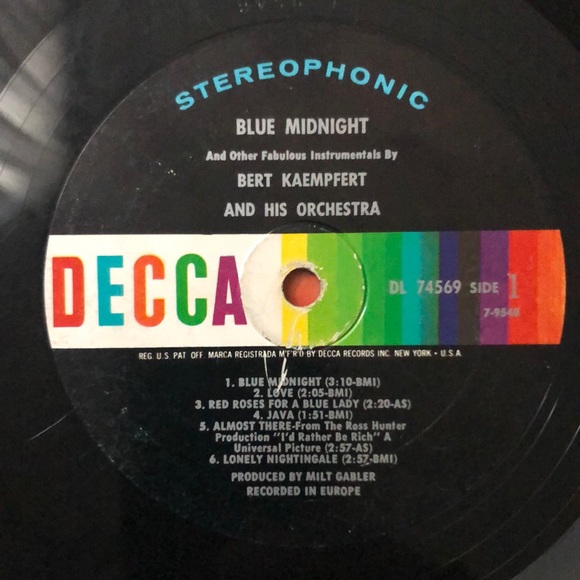 STEREOPHONIC
BLUE MIDNIGHT
And Other Fabulous Instrumentals By
BERT KAEMPFERT
AND HIS ORCHESTRA
DECCA
DL 74569 SIDE 1
7-9540
REG. U.S. PAT. OFF. MARCA REGISTRADA M'F'R'D BY DECCA RECORDS INC. NEW YORK • U.S.A.
1. BLUE MIDNIGHT (3:10-BMI)
2. LOVE (2:05-BMI)
3. RED ROSES FOR A BLUE LADY (2:20-AS)
4. JAVA (1:51-BMI)
5. ALMOST THERE-From The Ross Hunter
Production "I'd Rather Be Rich" A
Universal Picture (2:57-AS)
6. LONELY NIGHTINGALE (2:57-BMI)
PRODUCED BY MILT GABLER
RECORDED IN EUROPE